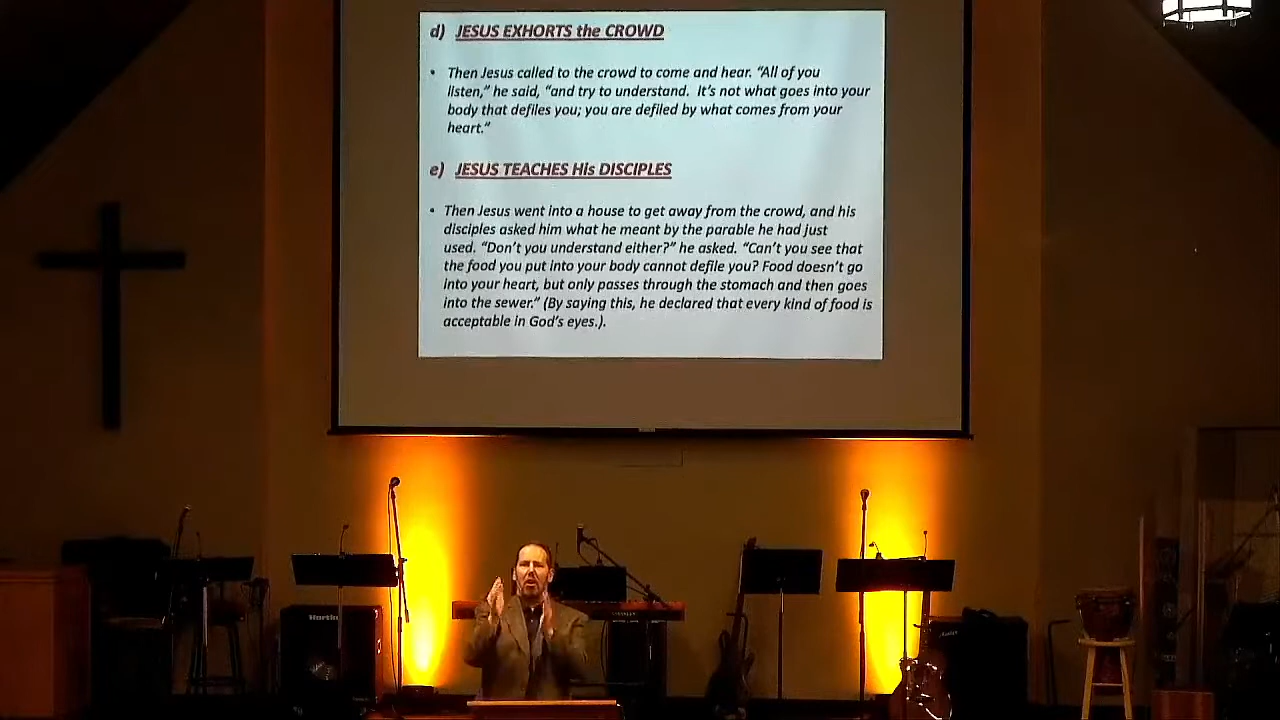 d) JESUS EXHORTS the CROWD
• Then Jesus called to the crowd to come and hear. “All of you
listen,” he said, “and try to understand. It’s not what goes into your
body that defiles you; you are defiled by what comes from your
heart.”
e) JESUS TEACHES His DISCIPLES
• Then Jesus went into a house to get away from the crowd, and his
disciples asked him what he meant by the parable he had just
used. “Don’t you understand either?” he asked. “Can’t you see that
the food you put into your body cannot defile you? Food doesn’t go
into your heart, but only passes through the stomach and then goes
into the sewer.” (By saying this, he declared that every kind of food is
acceptable in God’s eyes.).